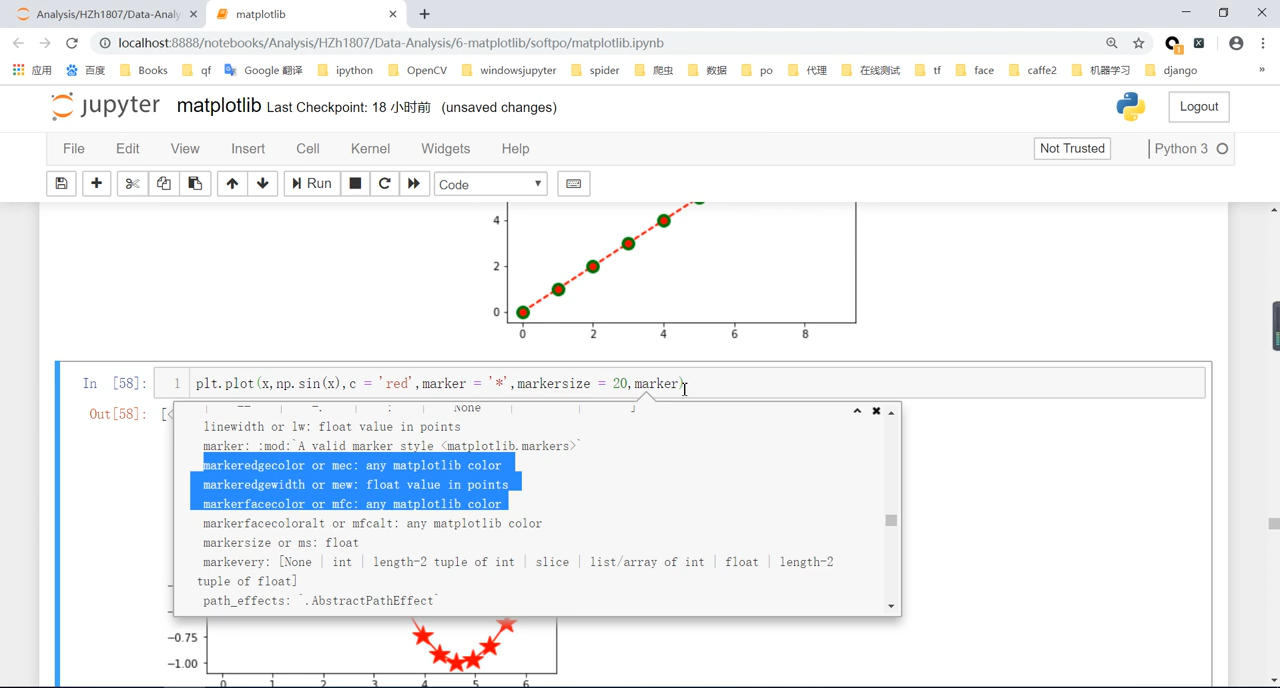 Analysis/HZh1807/Data-Analy
matplotlib
localhost:8888/notebooks/Analysis/HZh1807/Data-Analysis/6-matplotlib/softpo/matplotlib.ipynb
应用 百度 Books qf Google 翻译 ipython OpenCV windowsjupyter spider 爬虫 数据 po 代理 在线测试 tf face caffe2 机器学习 django »
jupyter matplotlib Last Checkpoint: 18 小时前 (unsaved changes)
Logout
File Edit View Insert Cell Kernel Widgets Help
Not Trusted
Python 3
Run
Code
4
2
0
0 2 4 6 8
In [58]: 1 plt.plot(x,np.sin(x),c = 'red',marker = '*',markersize = 20,marker)
Out[58]: [<
None
linewidth or lw: float value in points
marker: :mod:`A valid marker style <matplotlib.markers>`
markeredgecolor or mec: any matplotlib color
markeredgewidth or mew: float value in points
markerfacecolor or mfc: any matplotlib color
markerfacecoloralt or mfcalt: any matplotlib color
markersize or ms: float
markevery: [None | int | length-2 tuple of int | slice | list/array of int | float | length-2
tuple of float]
path_effects: `.AbstractPathEffect`
-0.75
-1.00
0 1 2 3 4 5 6